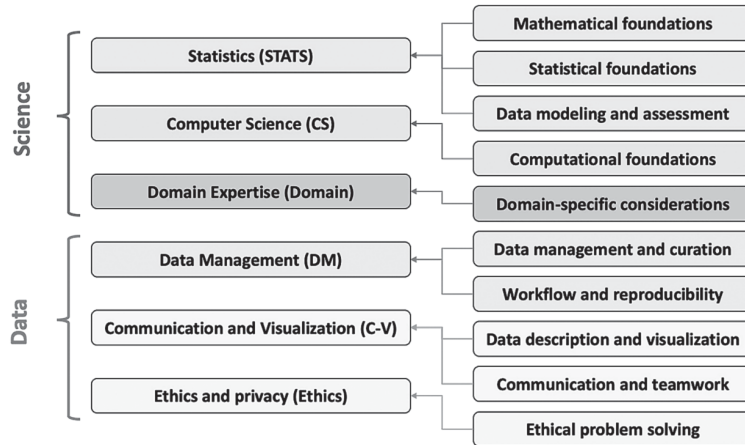 Science
Statistics (STATS)
Computer Science (CS)
Domain Expertise (Domain)
Data
Data Management (DM)
Communication and Visualization (C-V)
Ethics and privacy (Ethics)
Mathematical foundations
Statistical foundations
Data modeling and assessment
Computational foundations
Domain-specific considerations
Data management and curation
Workflow and reproducibility
Data description and visualization
Communication and teamwork
Ethical problem solving